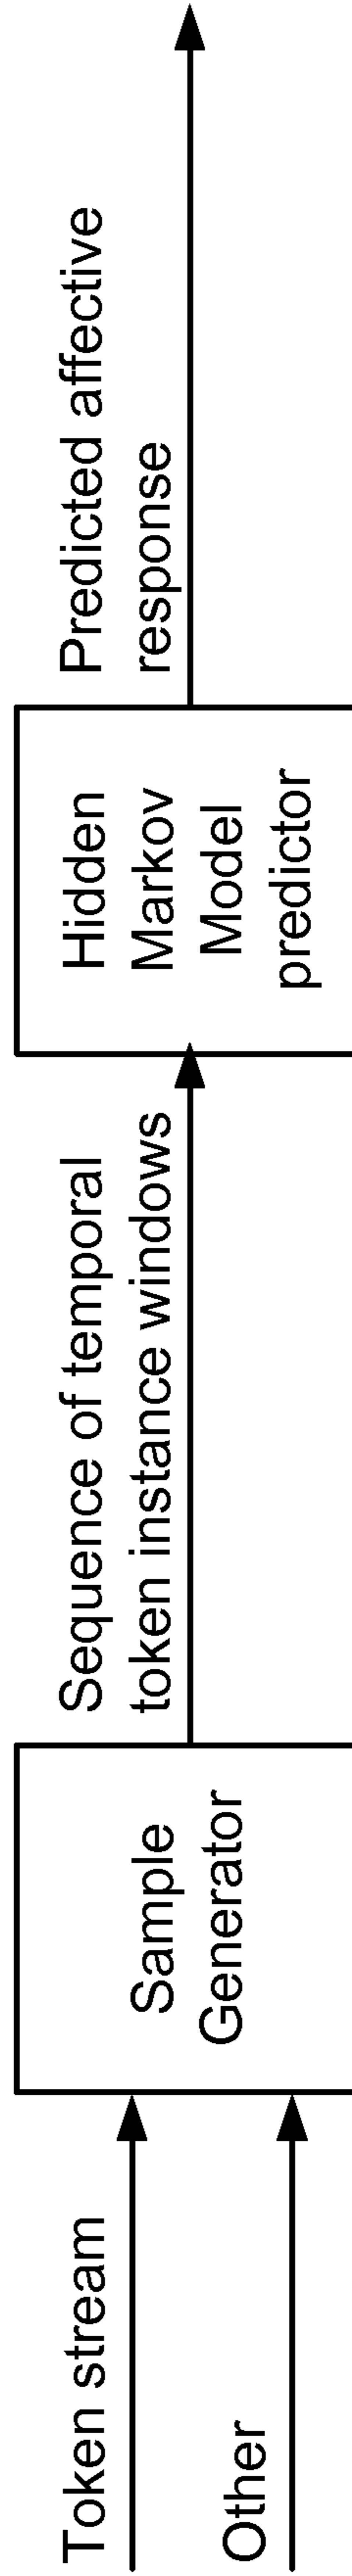 Token stream
Other
Sample
Generator
Sequence of temporal
token instance windows
Hidden
Markov
Model
predictor
Predicted affective
response